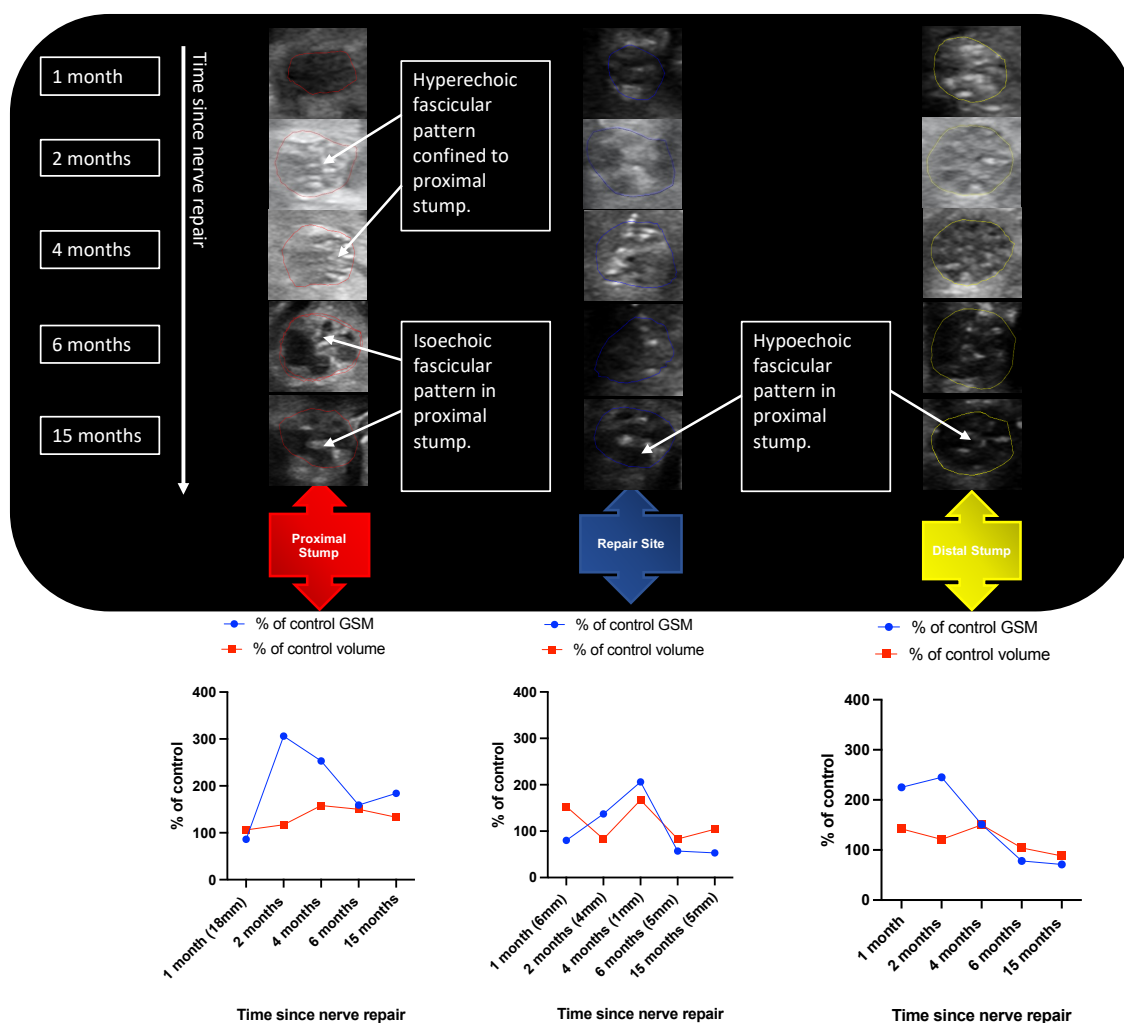 1 month
2 months
4 months
6 months
15 months
Time since nerve repair
Hyperechoic
fascicular
pattern
confined to
proximal
stump.
Isoechoic
fascicular
pattern in
proximal
stump.
Hypoechoic
fascicular
pattern in
proximal
stump.
Proximal
Stump
Repair Site
Distal Stump
% of control GSM
% of control volume
% of control
400
300
200
100
0
1 month (18mm)
2 months
4 months
6 months
15 months
Time since nerve repair
% of control GSM
% of control volume
% of control
400
300
200
100
0
1 month (6mm)
2 months (4mm)
4 months (1mm)
6 months (5mm)
15 months (5mm)
Time since nerve repair
% of control GSM
% of control volume
% of control
400
300
200
100
0
1 month
2 months
4 months
6 months
15 months
Time since nerve repair